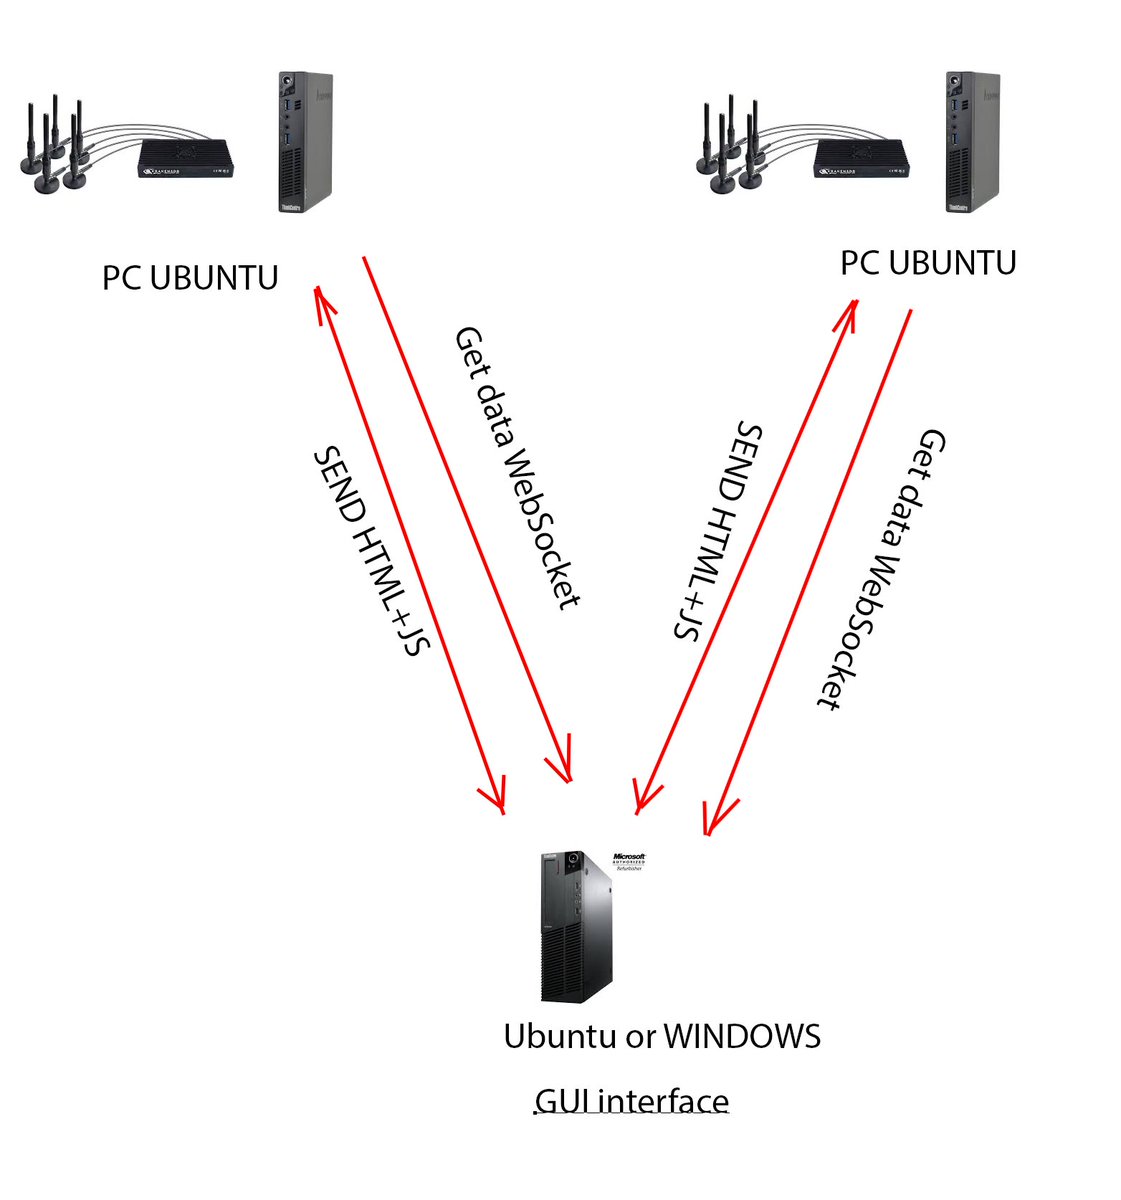 PC UBUNTU
PC UBUNTU
Get data WebSocket
SEND HTML+JS
SEND HTML+JS
Get data WebSocket
Microsoft
AUTHORIZED
Refurbisher
Ubuntu or WINDOWS
GUI interface